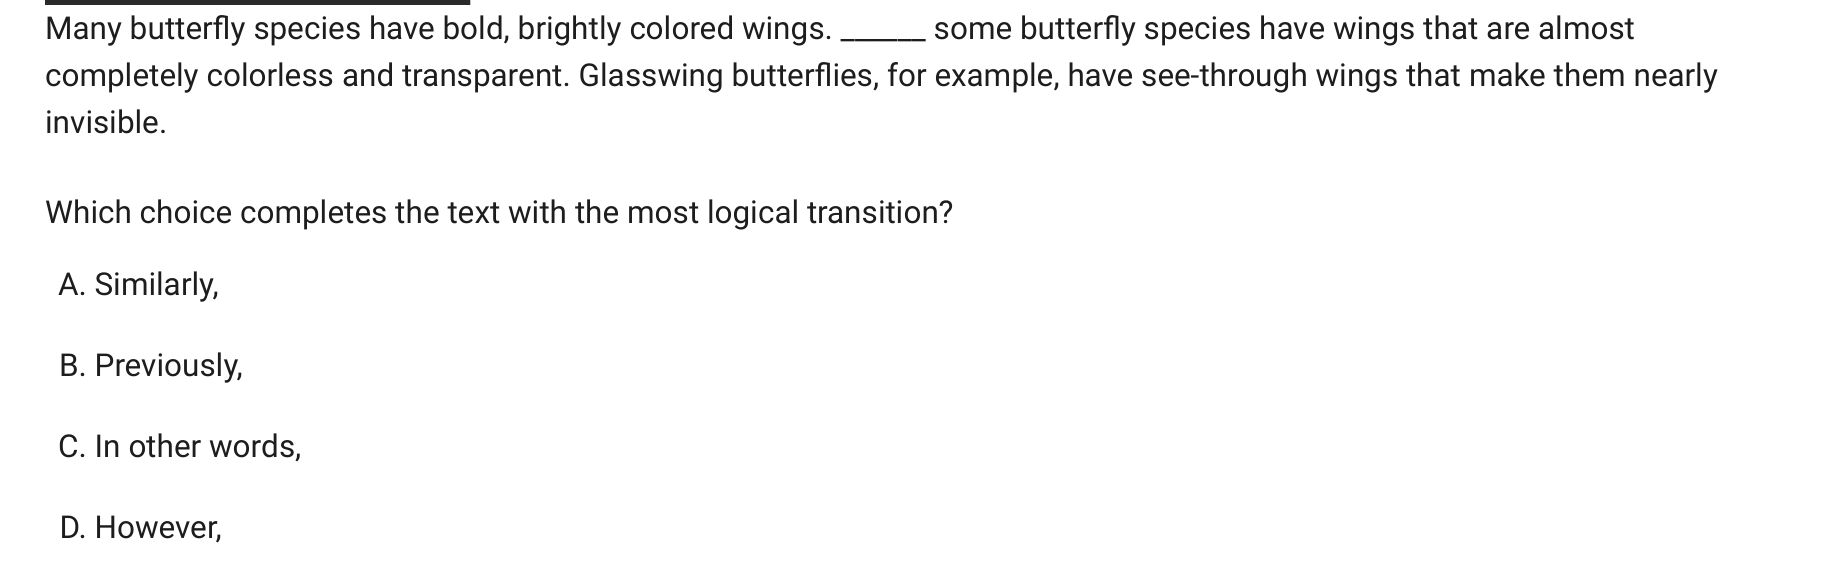 Many butterfly species have bold, brightly colored wings. ______ some butterfly species have wings that are almost
completely colorless and transparent. Glasswing butterflies, for example, have see-through wings that make them nearly
invisible.
Which choice completes the text with the most logical transition?
A. Similarly,
B. Previously,
C. In other words,
D. However,